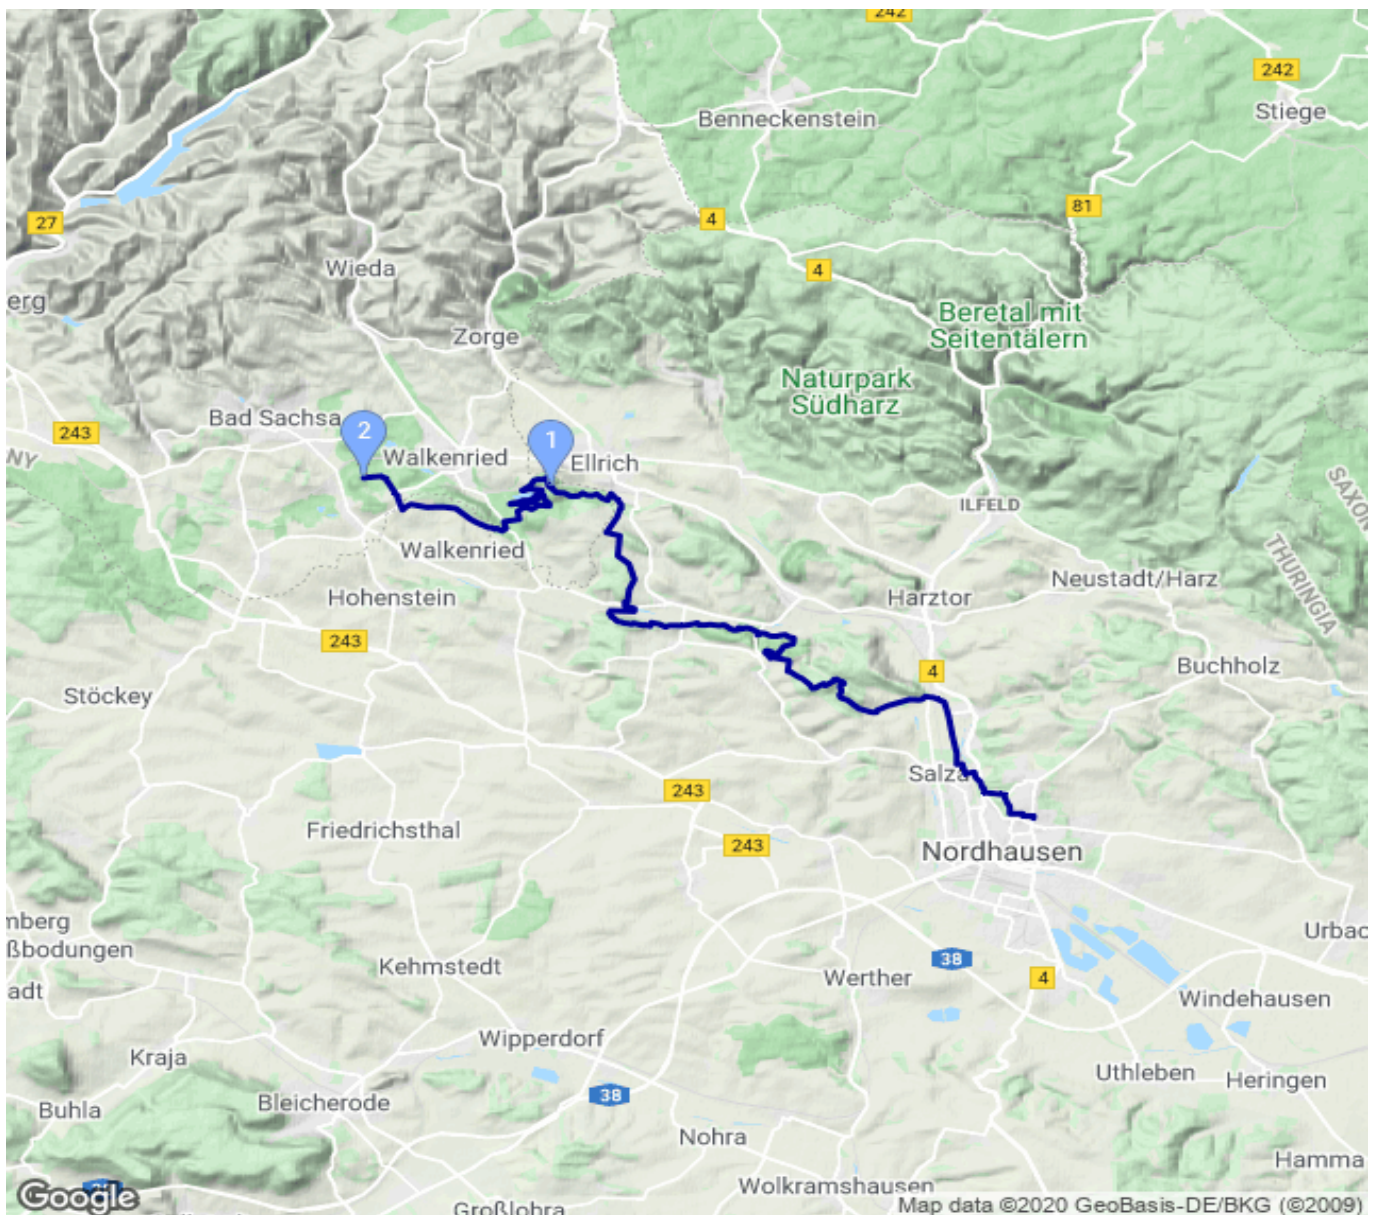 242
Benneckenstein
242
Stiege
27
81
4
Wieda
4
erg
Beretal mit
Seitentälern
Zorge
Naturpark
Südharz
Bad Sachsa
2
1
243
Walkenried
Ellrich
NY
ILFELD
SAXON
Walkenried
THURINGIA
Neustadt/Harz
Hohenstein
Harztor
243
4
Buchholz
Stöckey
Salza
243
Friedrichsthal
243
Nordhausen
mberg
ßbodungen
Urbac
38
Kehmstedt
Werther
4
adt
Windehausen
Wipperdorf
Kraja
Uthleben
Heringen
38
Buhla
Bleicherode
Nohra
Hamma
Wolkramshausen
Google
Großlohra
Map data ©2020 GeoBasis-DE/BKG (©2009)